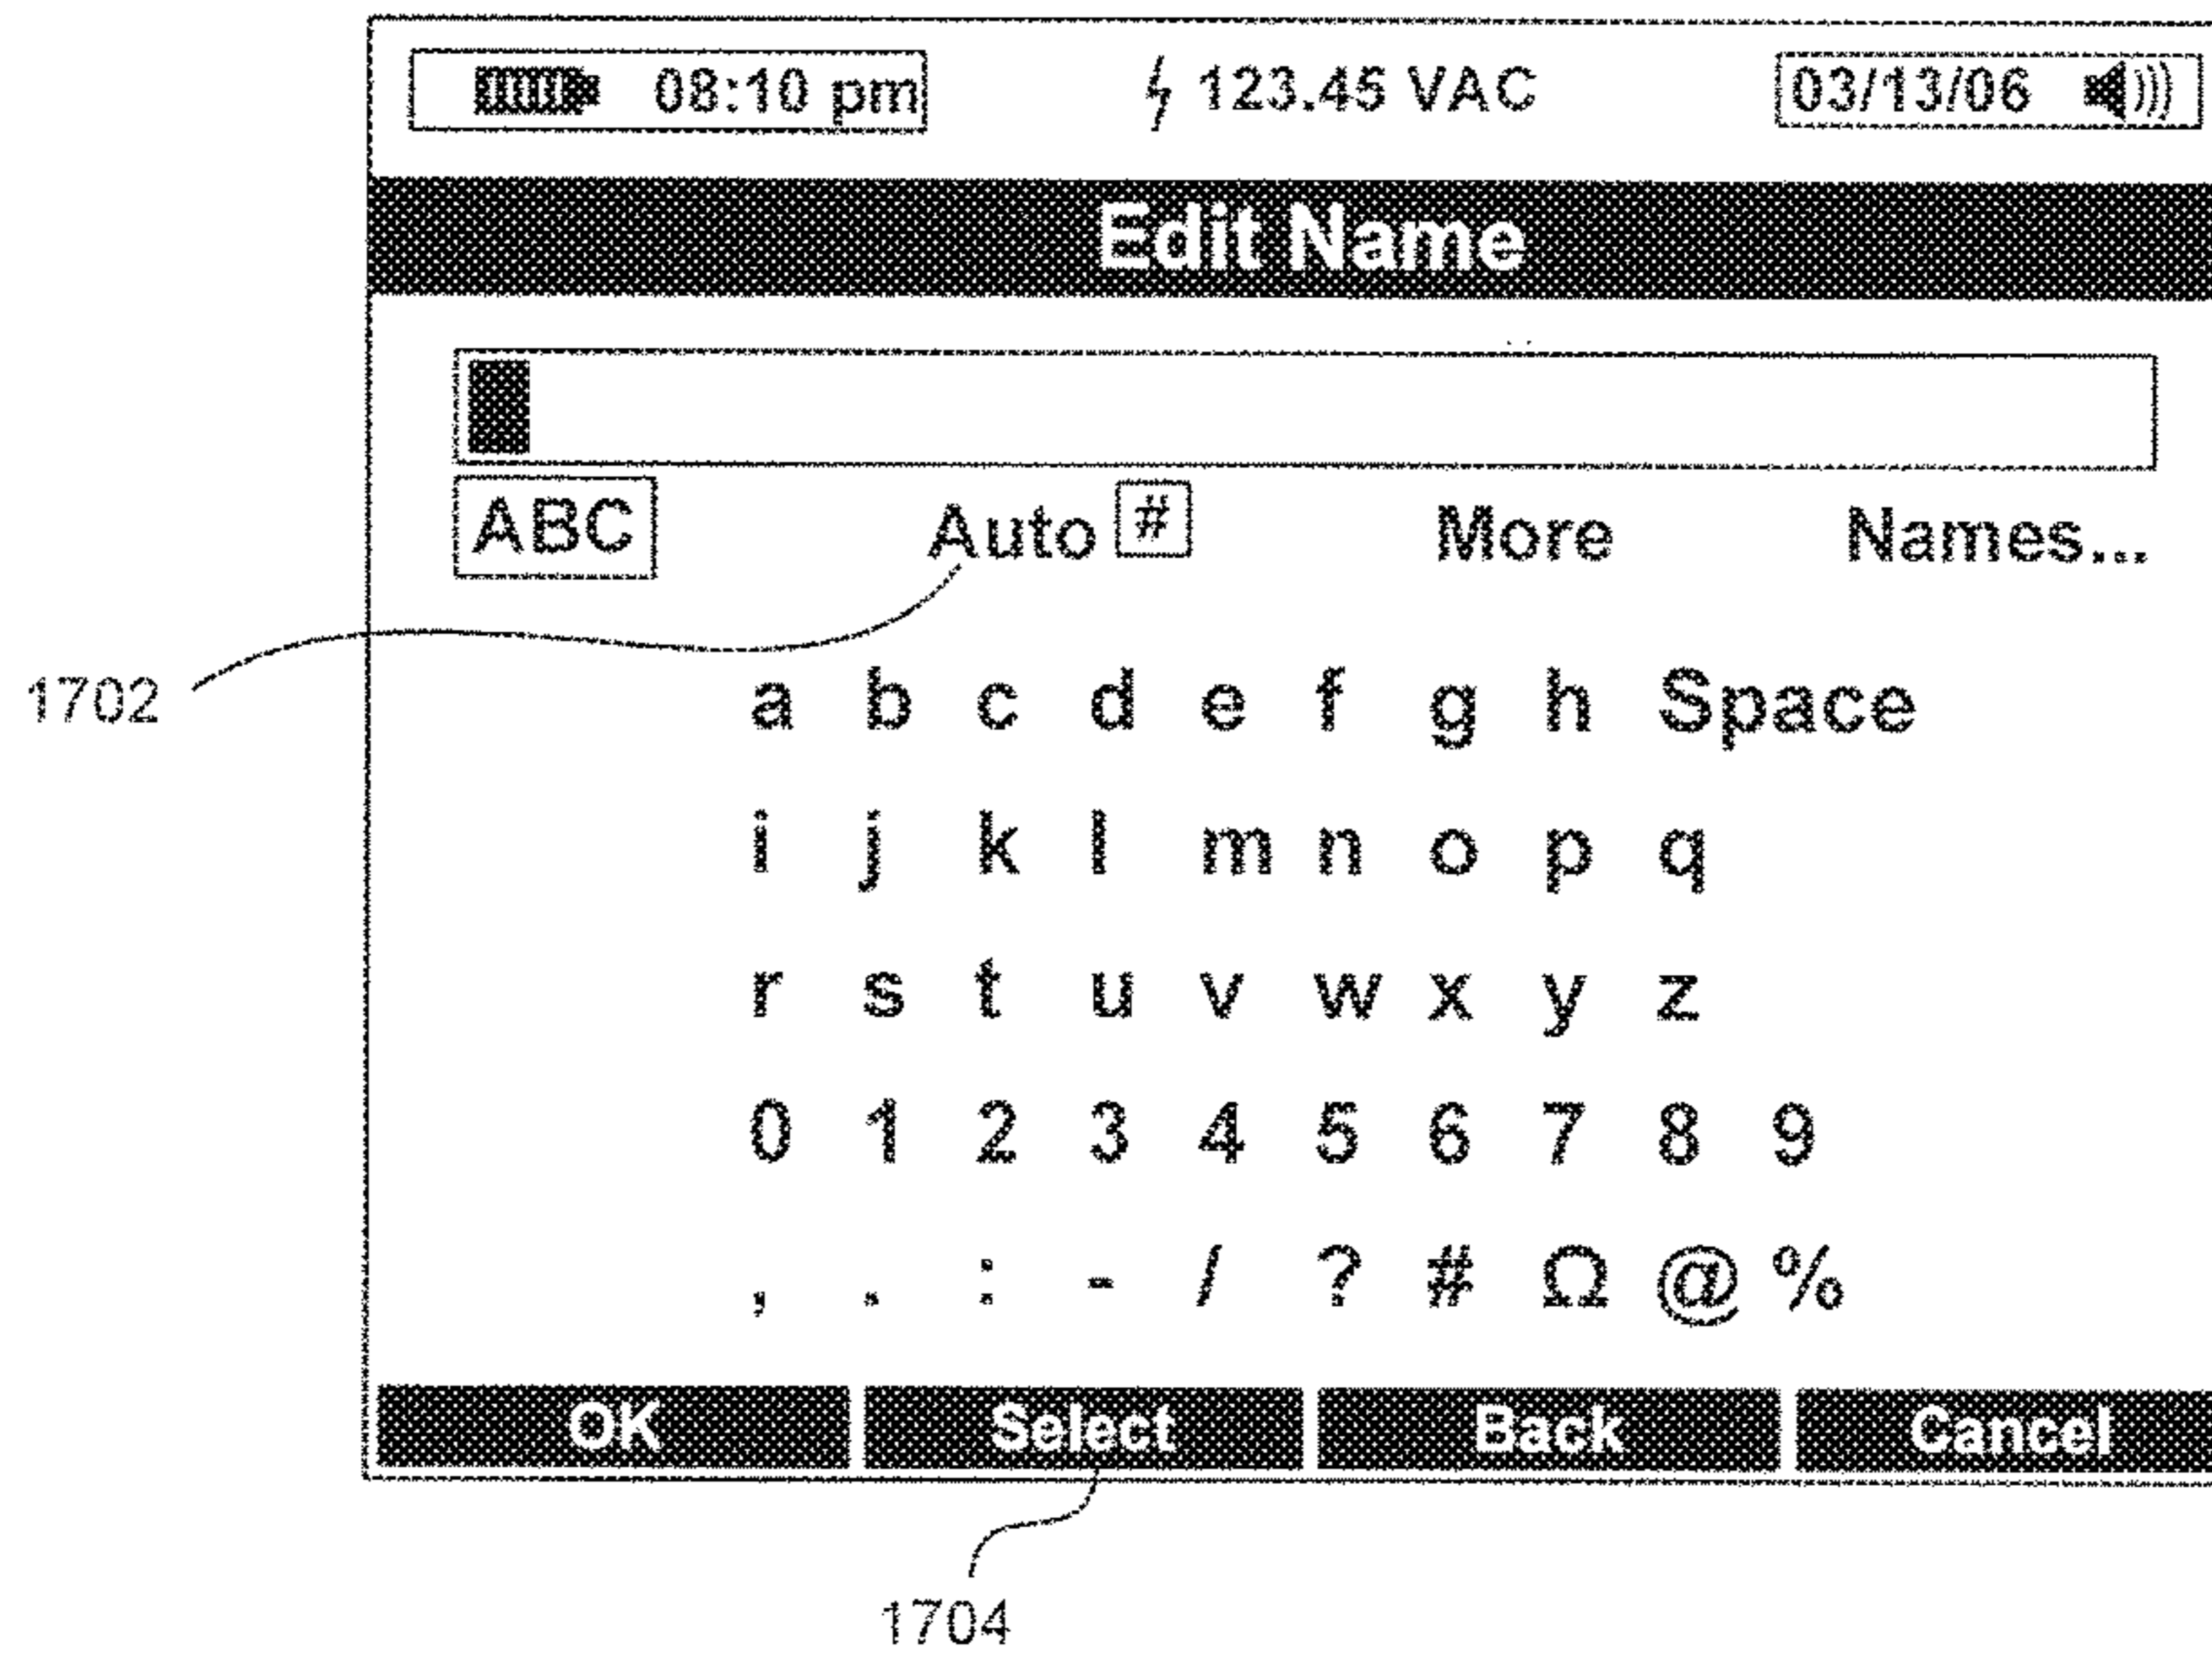 08:10 pm 123.45 VAC 03/13/06
Edit Name
ABC Auto # More Names...
1702
a b c d e f g h Space
i j k l m n o p q
r s t u v w x y z
0 1 2 3 4 5 6 7 8 9
, . : - / ? # Ω @ %
OK Select Back Cancel
1704